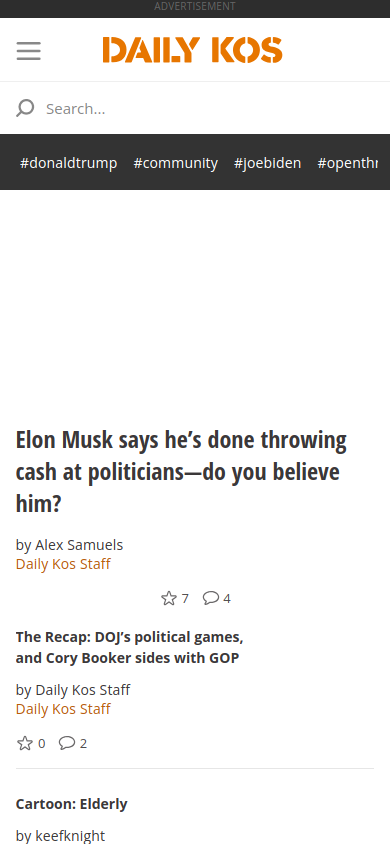 ADVERTISEMENT
DAILY KOS
Search...
#donaldtrump #community #joebiden #openthr
Elon Musk says he's done throwing
cash at politicians—do you believe
him?
by Alex Samuels
Daily Kos Staff
7 4
The Recap: DOJ's political games,
and Cory Booker sides with GOP
by Daily Kos Staff
Daily Kos Staff
0 2
Cartoon: Elderly
by keefknight